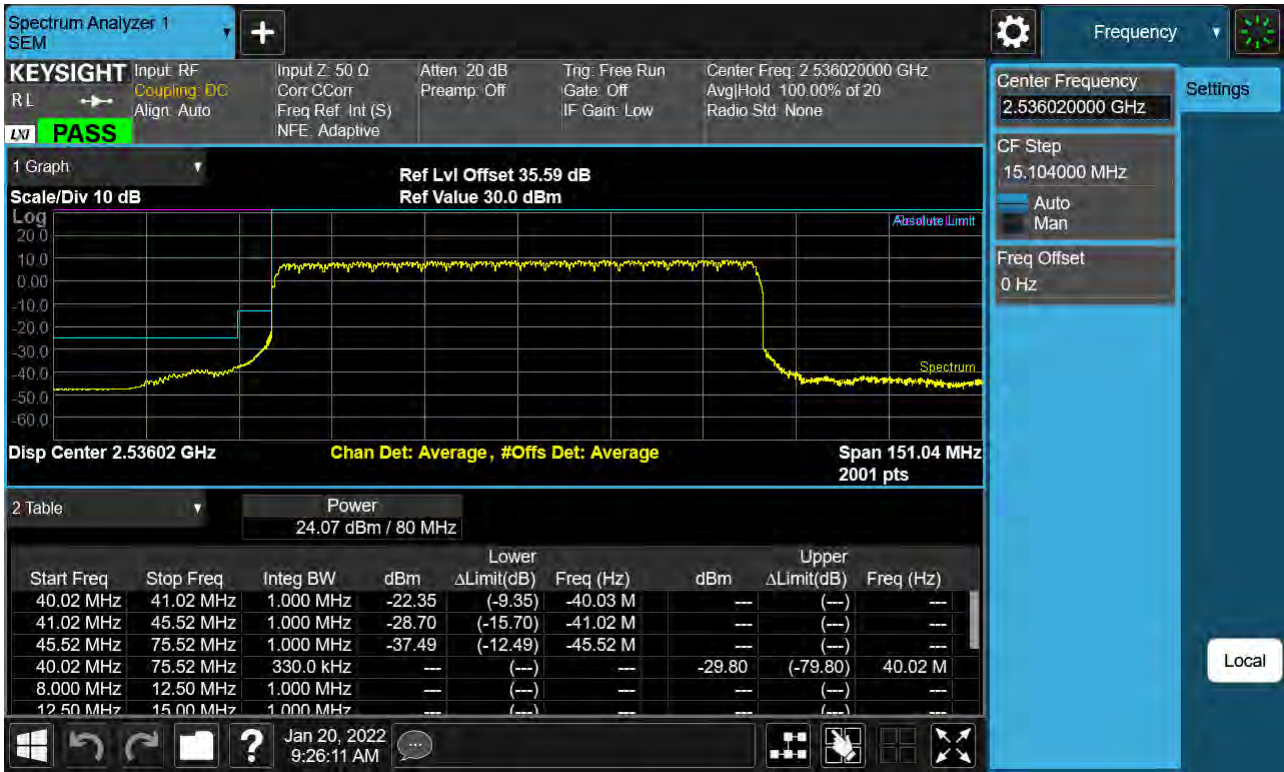 Spectrum Analyzer 1
SEM
+
Frequency
KEYSIGHT
R L
LXI PASS
Input: RF
Coupling: DC
Align: Auto
Input Z: 50 Ω
Corr CCorr
Freq Ref: Int (S)
NFE: Adaptive
Atten: 20 dB
Preamp: Off
Trig: Free Run
Gate: Off
IF Gain: Low
Center Freq: 2.536020000 GHz
Avg|Hold: 100.00% of 20
Radio Std: None
Center Frequency
2.536020000 GHz
Settings
CF Step
15.104000 MHz
Auto
Man
Freq Offset
0 Hz
Local
1 Graph
Scale/Div 10 dB
Ref Lvl Offset 35.59 dB
Ref Value 30.0 dBm
Log
20.0
10.0
0.00
-10.0
-20.0
-30.0
-40.0
-50.0
-60.0
Limit
Spectrum
Disp Center 2.53602 GHz
Chan Det: Average, #Offs Det: Average
Span 151.04 MHz
2001 pts
2 Table
Power
24.07 dBm / 80 MHz
Lower Upper
Start Freq Stop Freq Integ BW dBm ΔLimit(dB) Freq (Hz) dBm ΔLimit(dB) Freq (Hz)
40.02 MHz 41.02 MHz 1.000 MHz -22.35 (-9.35) -40.03 M --- (---) ---
41.02 MHz 45.52 MHz 1.000 MHz -28.70 (-15.70) -41.02 M --- (---) ---
45.52 MHz 75.52 MHz 1.000 MHz -37.49 (-12.49) -45.52 M --- (---) ---
40.02 MHz 75.52 MHz 330.0 kHz --- (---) --- -29.80 (-79.80) 40.02 M
8.000 MHz 12.50 MHz 1.000 MHz --- (---) --- --- (---) ---
12.50 MHz 15.00 MHz 1.000 MHz --- (---) --- --- (---) ---
?
Jan 20, 2022
9:26:11 AM